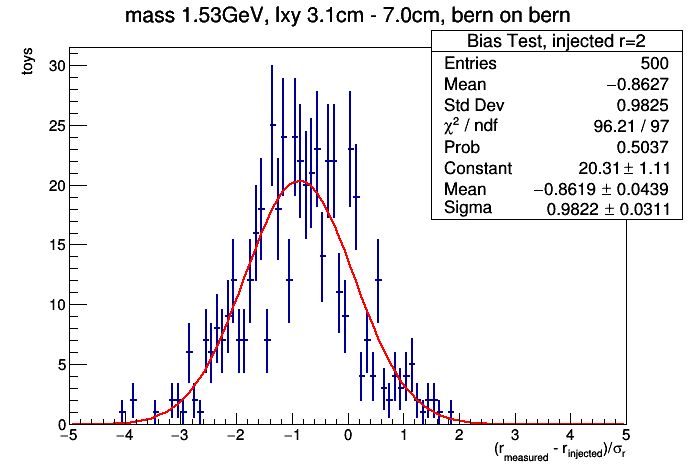 mass 1.53GeV, lxy 3.1cm - 7.0cm, bern on bern
Bias Test, injected r=2
Entries 500
Mean −0.8627
Std Dev 0.9825
χ² / ndf 96.21 / 97
Prob 0.5037
Constant 20.31 ± 1.11
Mean −0.8619 ± 0.0439
Sigma 0.9822 ± 0.0311
toys
30
25
20
15
10
5
0
−5 −4 −3 −2 −1 0 1 2 3 4 5
(r_measured - r_injected)/σ_r